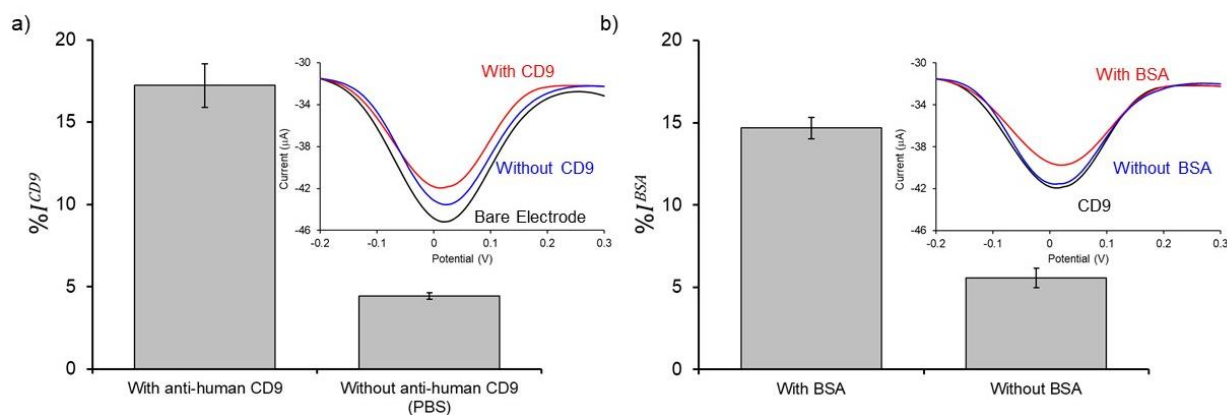 a)
20
15
10
5
0
%I^CD9
With anti-human CD9
Without anti-human CD9
(PBS)
-30
-34
-38
-42
-46
Current (μA)
-0.2 -0.1 0 0.1 0.2 0.3
Potential (V)
With CD9
Without CD9
Bare Electrode
b)
20
15
10
5
0
%I^BSA
With BSA
Without BSA
-30
-34
-38
-42
-46
Current (μA)
-0.2 -0.1 0 0.1 0.2 0.3
Potential (V)
With BSA
Without BSA
CD9